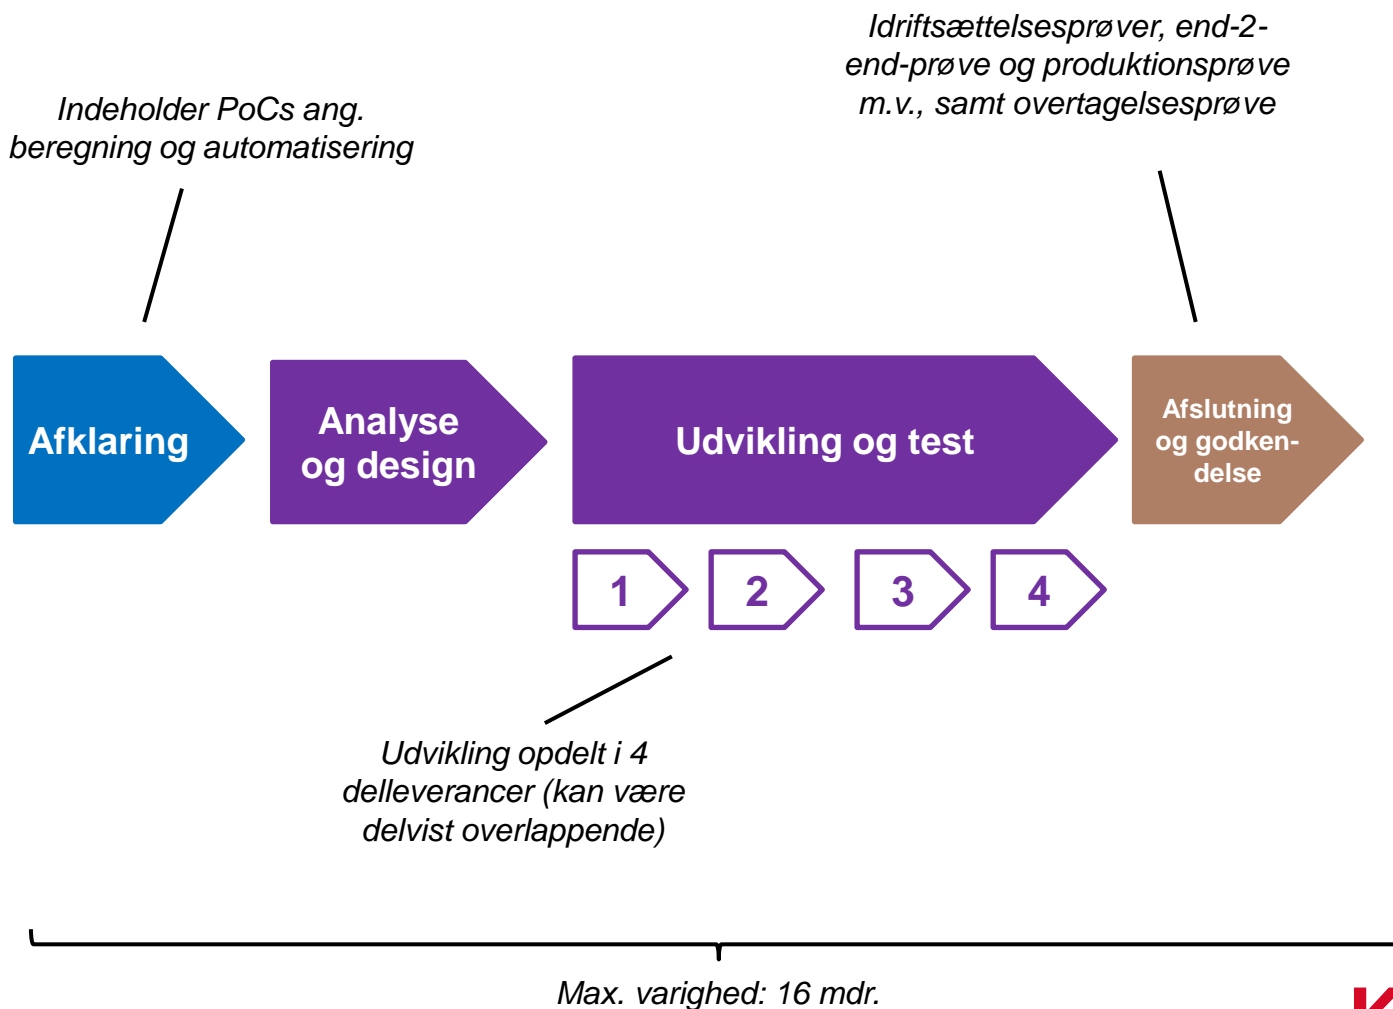 Idriftsættelsesprøver, end-2-
end-prøve og produktionsprøve
m.v., samt overtagelsesprøve
Indeholder PoCs ang.
beregning og automatisering
Afklaring
Analyse
og design
Udvikling og test
Afslutning
og godken-
delse
1
2
3
4
Udvikling opdelt i 4
delleverancer (kan være
delvist overlappende)
Max. varighed: 16 mdr.
K